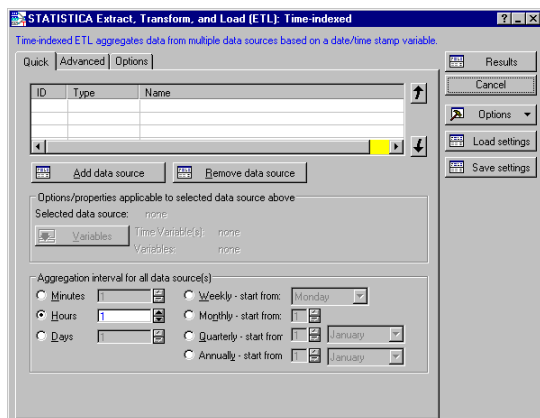 STATISTICA Extract, Transform, and Load (ETL): Time-indexed
Time-indexed ETL aggregates data from multiple data sources based on a date/time stamp variable.
Quick Advanced Options
ID Type Name
Add data source Remove data source
Options/properties applicable to selected data source above
Selected data source: none
Variables Time Variable(s): none
Variables: none
Aggregation interval for all data source(s)
Minutes 1 Weekly - start from: Monday
Hours 1 Monthly - start from: 1
Days 1 Quarterly - start from 1 January
Annually - start from 1 January
Results
Cancel
Options
Load settings
Save settings